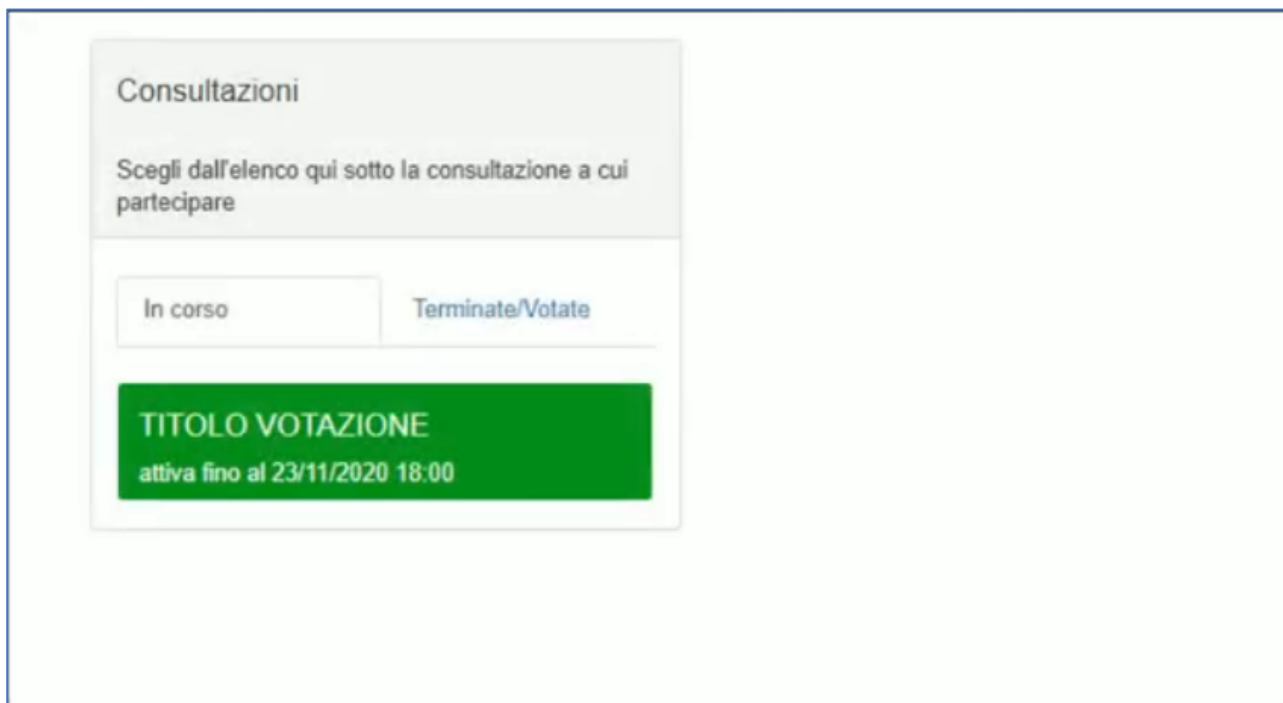 Consultazioni
Scegli dall'elenco qui sotto la consultazione a cui
partecipare
In corso
Terminate/Votate
TITOLO VOTAZIONE
attiva fino al 23/11/2020 18:00